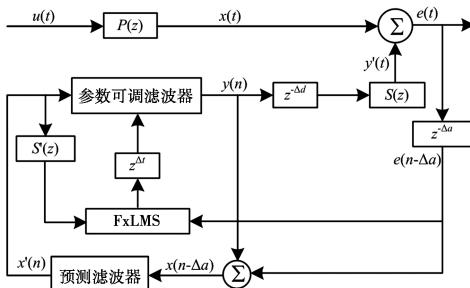 u(t)
P(z)
x(t)
Σ
e(t)
y'(t)
参数可调滤波器
y(n)
z^{-Δd}
S(z)
z^{-Δa}
S'(z)
z^{Δt}
e(n-Δa)
FxLMS
x'(n)
预测滤波器
x(n-Δa)
Σ